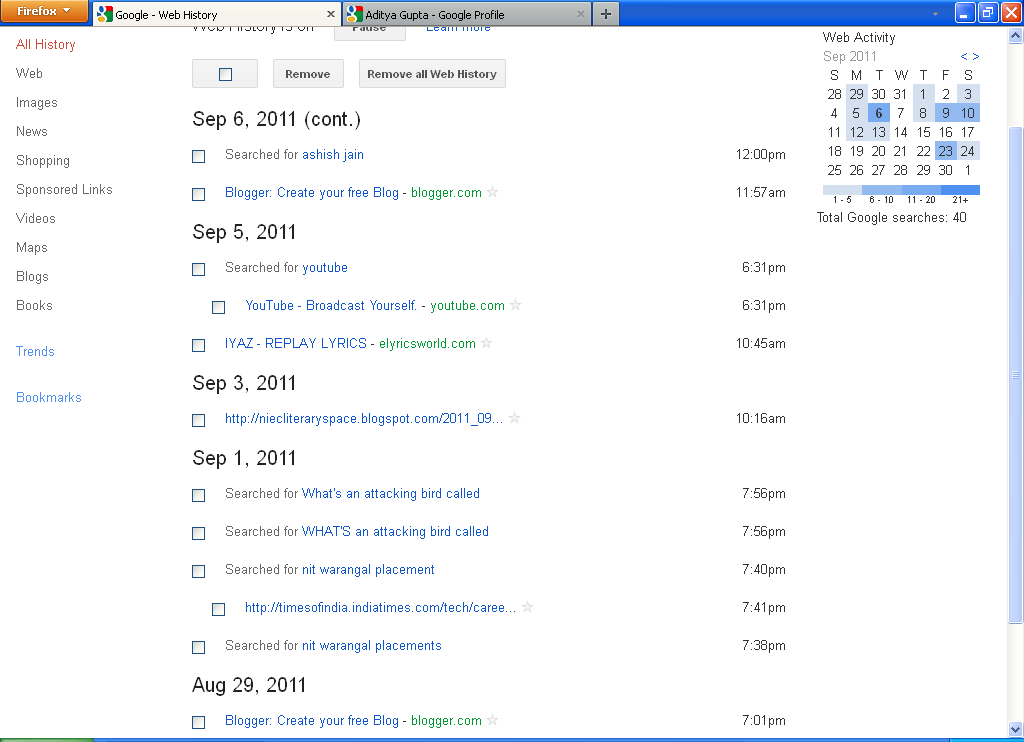 Firefox
Google - Web History
Aditya Gupta - Google Profile
Web History is on Pause Learn more
Remove Remove all Web History
All History
Web
Images
News
Shopping
Sponsored Links
Videos
Maps
Blogs
Books
Trends
Bookmarks
Sep 6, 2011 (cont.)
Searched for ashish jain 12:00pm
Blogger: Create your free Blog - blogger.com 11:57am
Sep 5, 2011
Searched for youtube 6:31pm
YouTube - Broadcast Yourself. - youtube.com 6:31pm
IYAZ - REPLAY LYRICS - elyricsworld.com 10:45am
Sep 3, 2011
http://niecliteraryspace.blogspot.com/2011_09... 10:16am
Sep 1, 2011
Searched for What's an attacking bird called 7:56pm
Searched for WHAT'S an attacking bird called 7:56pm
Searched for nit warangal placement 7:40pm
http://timesofindia.indiatimes.com/tech/caree... 7:41pm
Searched for nit warangal placements 7:38pm
Aug 29, 2011
Blogger: Create your free Blog - blogger.com 7:01pm
Web Activity
Sep 2011 < >
S M T W T F S
28 29 30 31 1 2 3
4 5 6 7 8 9 10
11 12 13 14 15 16 17
18 19 20 21 22 23 24
25 26 27 28 29 30 1
1 - 5 6 - 10 11 - 20 21+
Total Google searches: 40